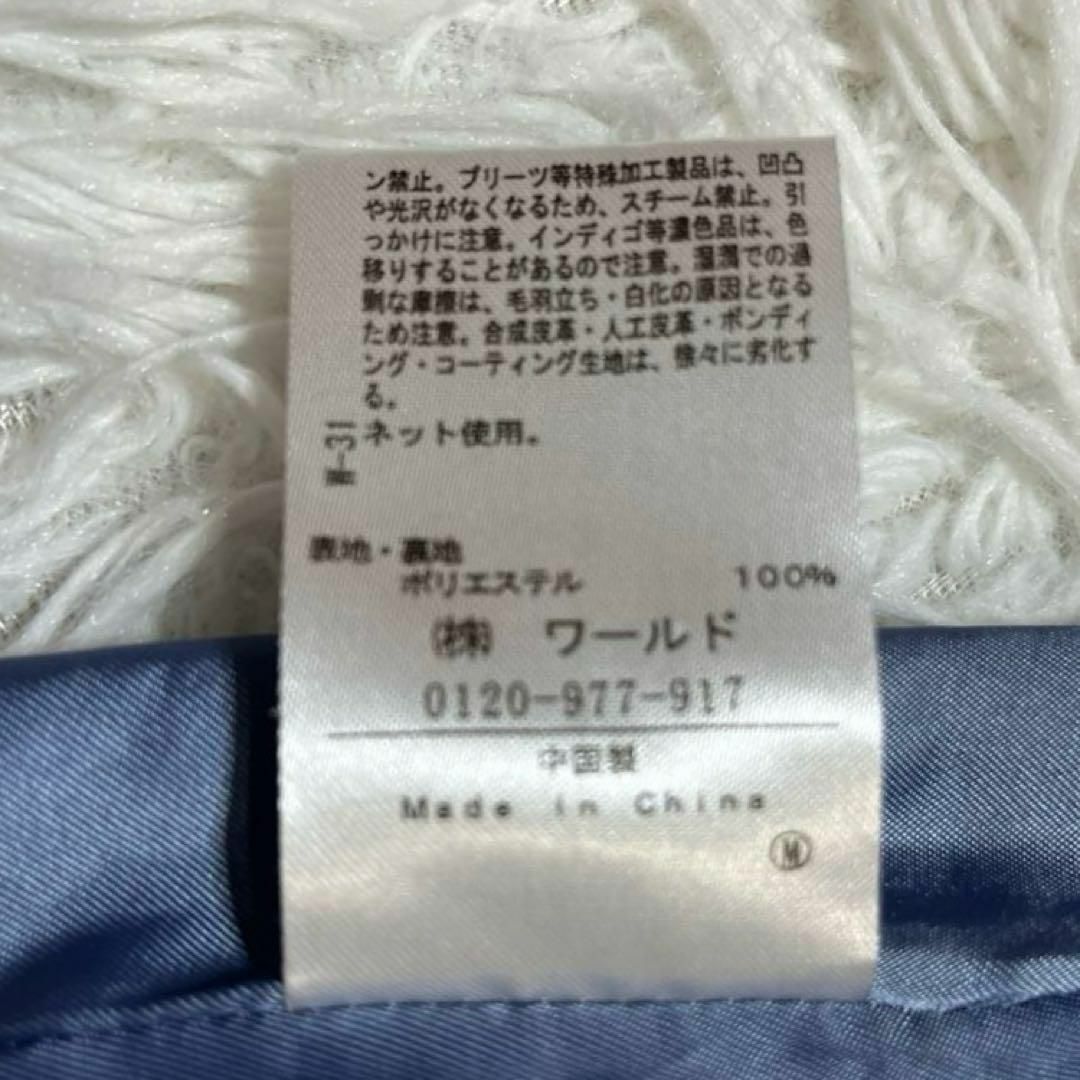 ン禁止。プリーツ等特殊加工製品は、凹凸
や光沢がなくなるため、スチーム禁止。引
っかけに注意。インディゴ等濃色品は、色
移りすることがあるので注意。湿潤での過
剰な摩擦は、毛羽立ち・白化の原因となる
ため注意。合成皮革・人工皮革・ボンディ
ング・コーティング生地は、徐々に劣化す
る。
ネット使用。
W-31
表地・裏地
ポリエステル 100%
㈱ ワールド
0120-977-917
中国製
Made in China
Ⓜ